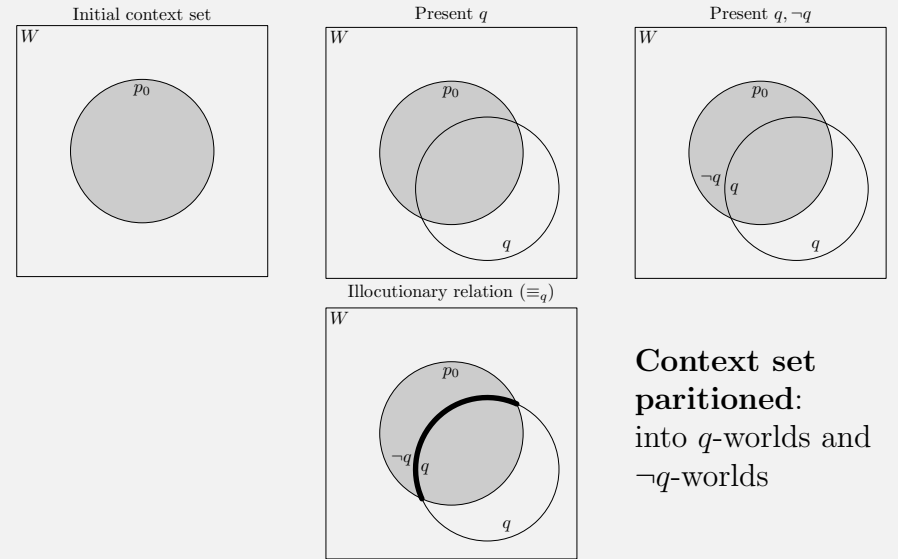 Initial context set
W
p₀
Present q
W
p₀
q
Present q, ¬q
W
p₀
¬q q
q
Illocutionary relation (≡q)
W
p₀
¬q q
q
Context set
paritioned:
into q-worlds and
¬q-worlds